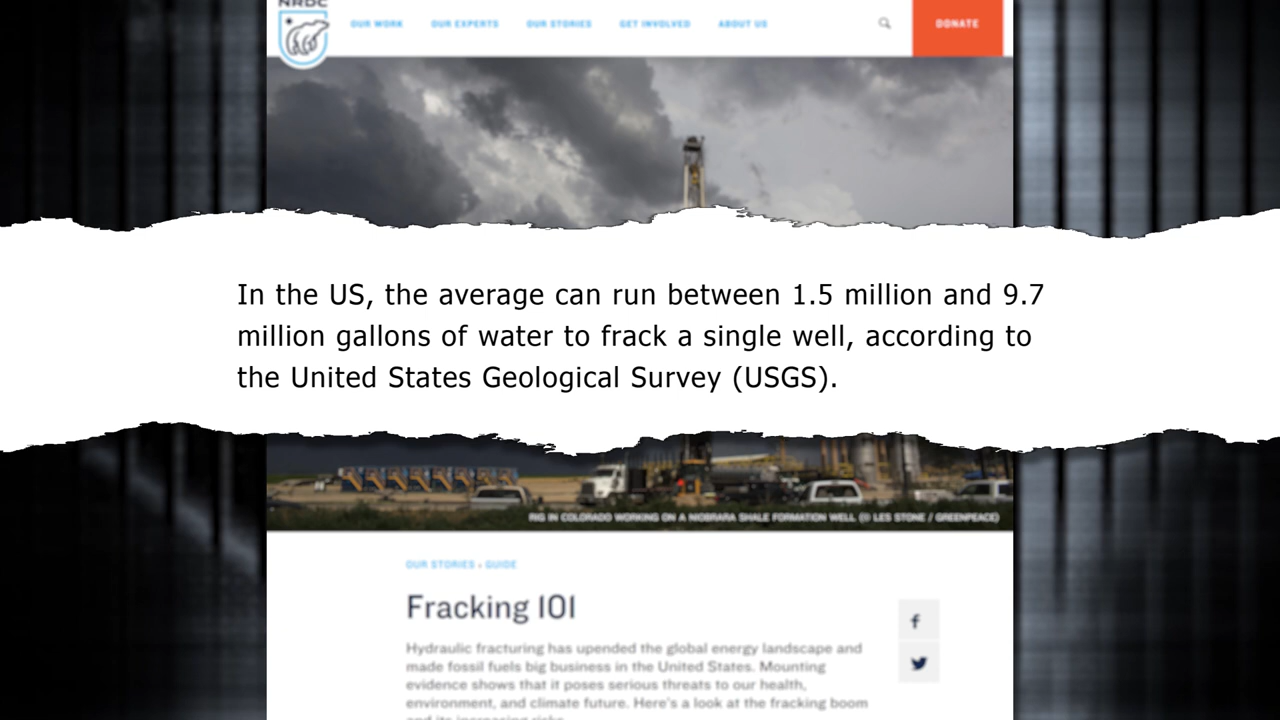 NRDC
OUR WORK OUR EXPERTS OUR STORIES GET INVOLVED ABOUT US DONATE
In the US, the average can run between 1.5 million and 9.7
million gallons of water to frack a single well, according to
the United States Geological Survey (USGS).
RIG IN COLORADO WORKING ON A NIOBRARA SHALE FORMATION WELL (© LES STONE / GREENPEACE)
OUR STORIES › GUIDE
Fracking 101
Hydraulic fracturing has upended the global energy landscape and
made fossil fuels big business in the United States. Mounting
evidence shows that it poses serious threats to our health,
environment, and climate future. Here's a look at the fracking boom
and its increasing risks.